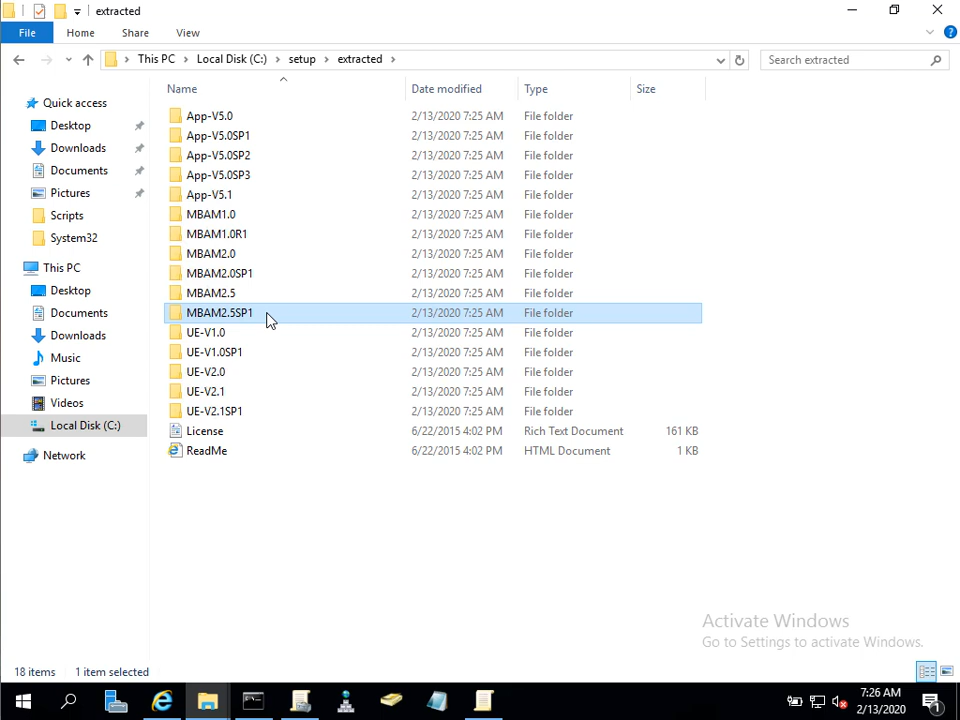 extracted
File Home Share View
This PC Local Disk (C:) setup extracted Search extracted
Name Date modified Type Size
Quick access
Desktop
Downloads
Documents
Pictures
Scripts
System32
This PC
Desktop
Documents
Downloads
Music
Pictures
Videos
Local Disk (C:)
Network
App-V5.0 2/13/2020 7:25 AM File folder
App-V5.0SP1 2/13/2020 7:25 AM File folder
App-V5.0SP2 2/13/2020 7:25 AM File folder
App-V5.0SP3 2/13/2020 7:25 AM File folder
App-V5.1 2/13/2020 7:25 AM File folder
MBAM1.0 2/13/2020 7:25 AM File folder
MBAM1.0R1 2/13/2020 7:25 AM File folder
MBAM2.0 2/13/2020 7:25 AM File folder
MBAM2.0SP1 2/13/2020 7:25 AM File folder
MBAM2.5 2/13/2020 7:25 AM File folder
MBAM2.5SP1 2/13/2020 7:25 AM File folder
UE-V1.0 2/13/2020 7:25 AM File folder
UE-V1.0SP1 2/13/2020 7:25 AM File folder
UE-V2.0 2/13/2020 7:25 AM File folder
UE-V2.1 2/13/2020 7:25 AM File folder
UE-V2.1SP1 2/13/2020 7:25 AM File folder
License 6/22/2015 4:02 PM Rich Text Document 161 KB
ReadMe 6/22/2015 4:02 PM HTML Document 1 KB
Activate Windows
Go to Settings to activate Windows.
18 items 1 item selected
7:26 AM
2/13/2020
1